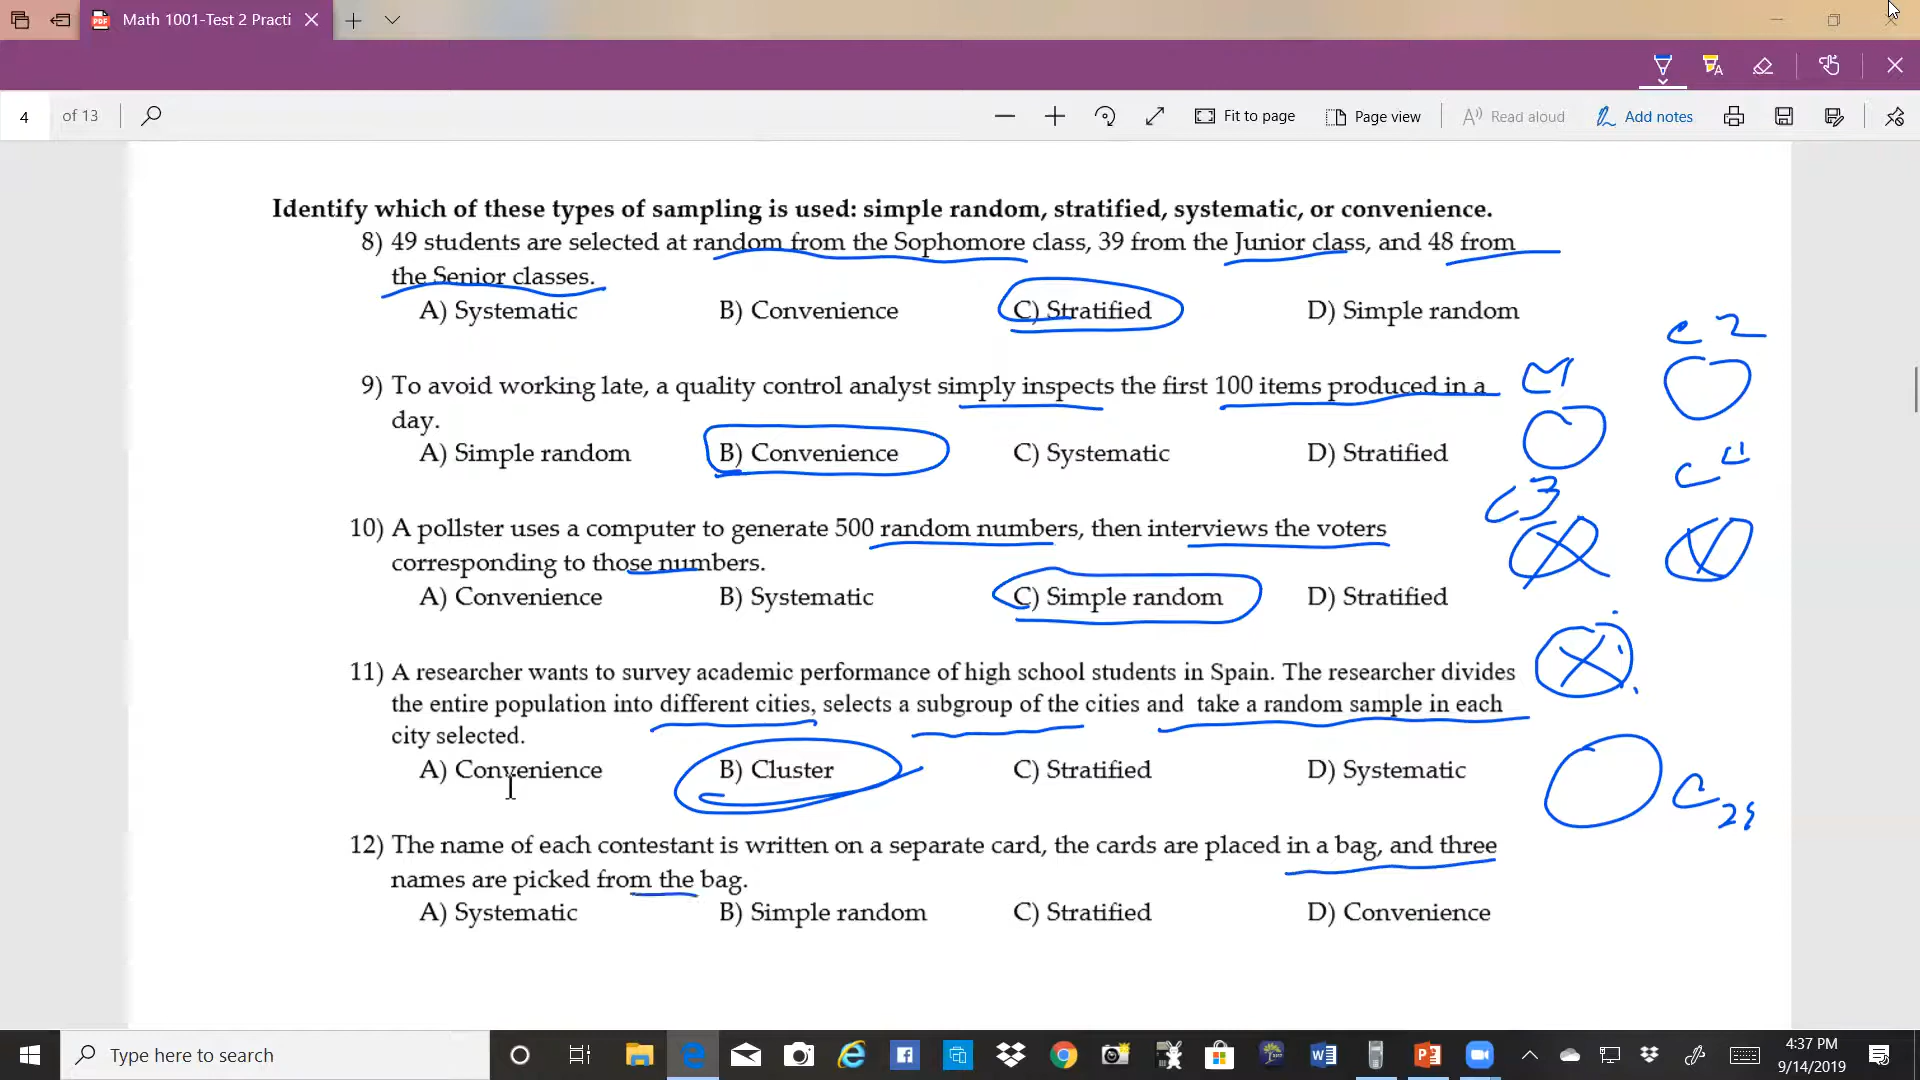 Math 1001-Test 2 Practi
4 of 13
Fit to page
Page view
Read aloud
Add notes
Identify which of these types of sampling is used: simple random, stratified, systematic, or convenience.
8) 49 students are selected at random from the Sophomore class, 39 from the Junior class, and 48 from
the Senior classes.
A) Systematic B) Convenience C) Stratified D) Simple random
C2
C1
9) To avoid working late, a quality control analyst simply inspects the first 100 items produced in a
day.
A) Simple random B) Convenience C) Systematic D) Stratified
C4
C3
10) A pollster uses a computer to generate 500 random numbers, then interviews the voters
corresponding to those numbers.
A) Convenience B) Systematic C) Simple random D) Stratified
11) A researcher wants to survey academic performance of high school students in Spain. The researcher divides
the entire population into different cities, selects a subgroup of the cities and take a random sample in each
city selected.
A) Convenience B) Cluster C) Stratified D) Systematic
12) The name of each contestant is written on a separate card, the cards are placed in a bag, and three
names are picked from the bag.
A) Systematic B) Simple random C) Stratified D) Convenience
Type here to search
4:37 PM
9/14/2019